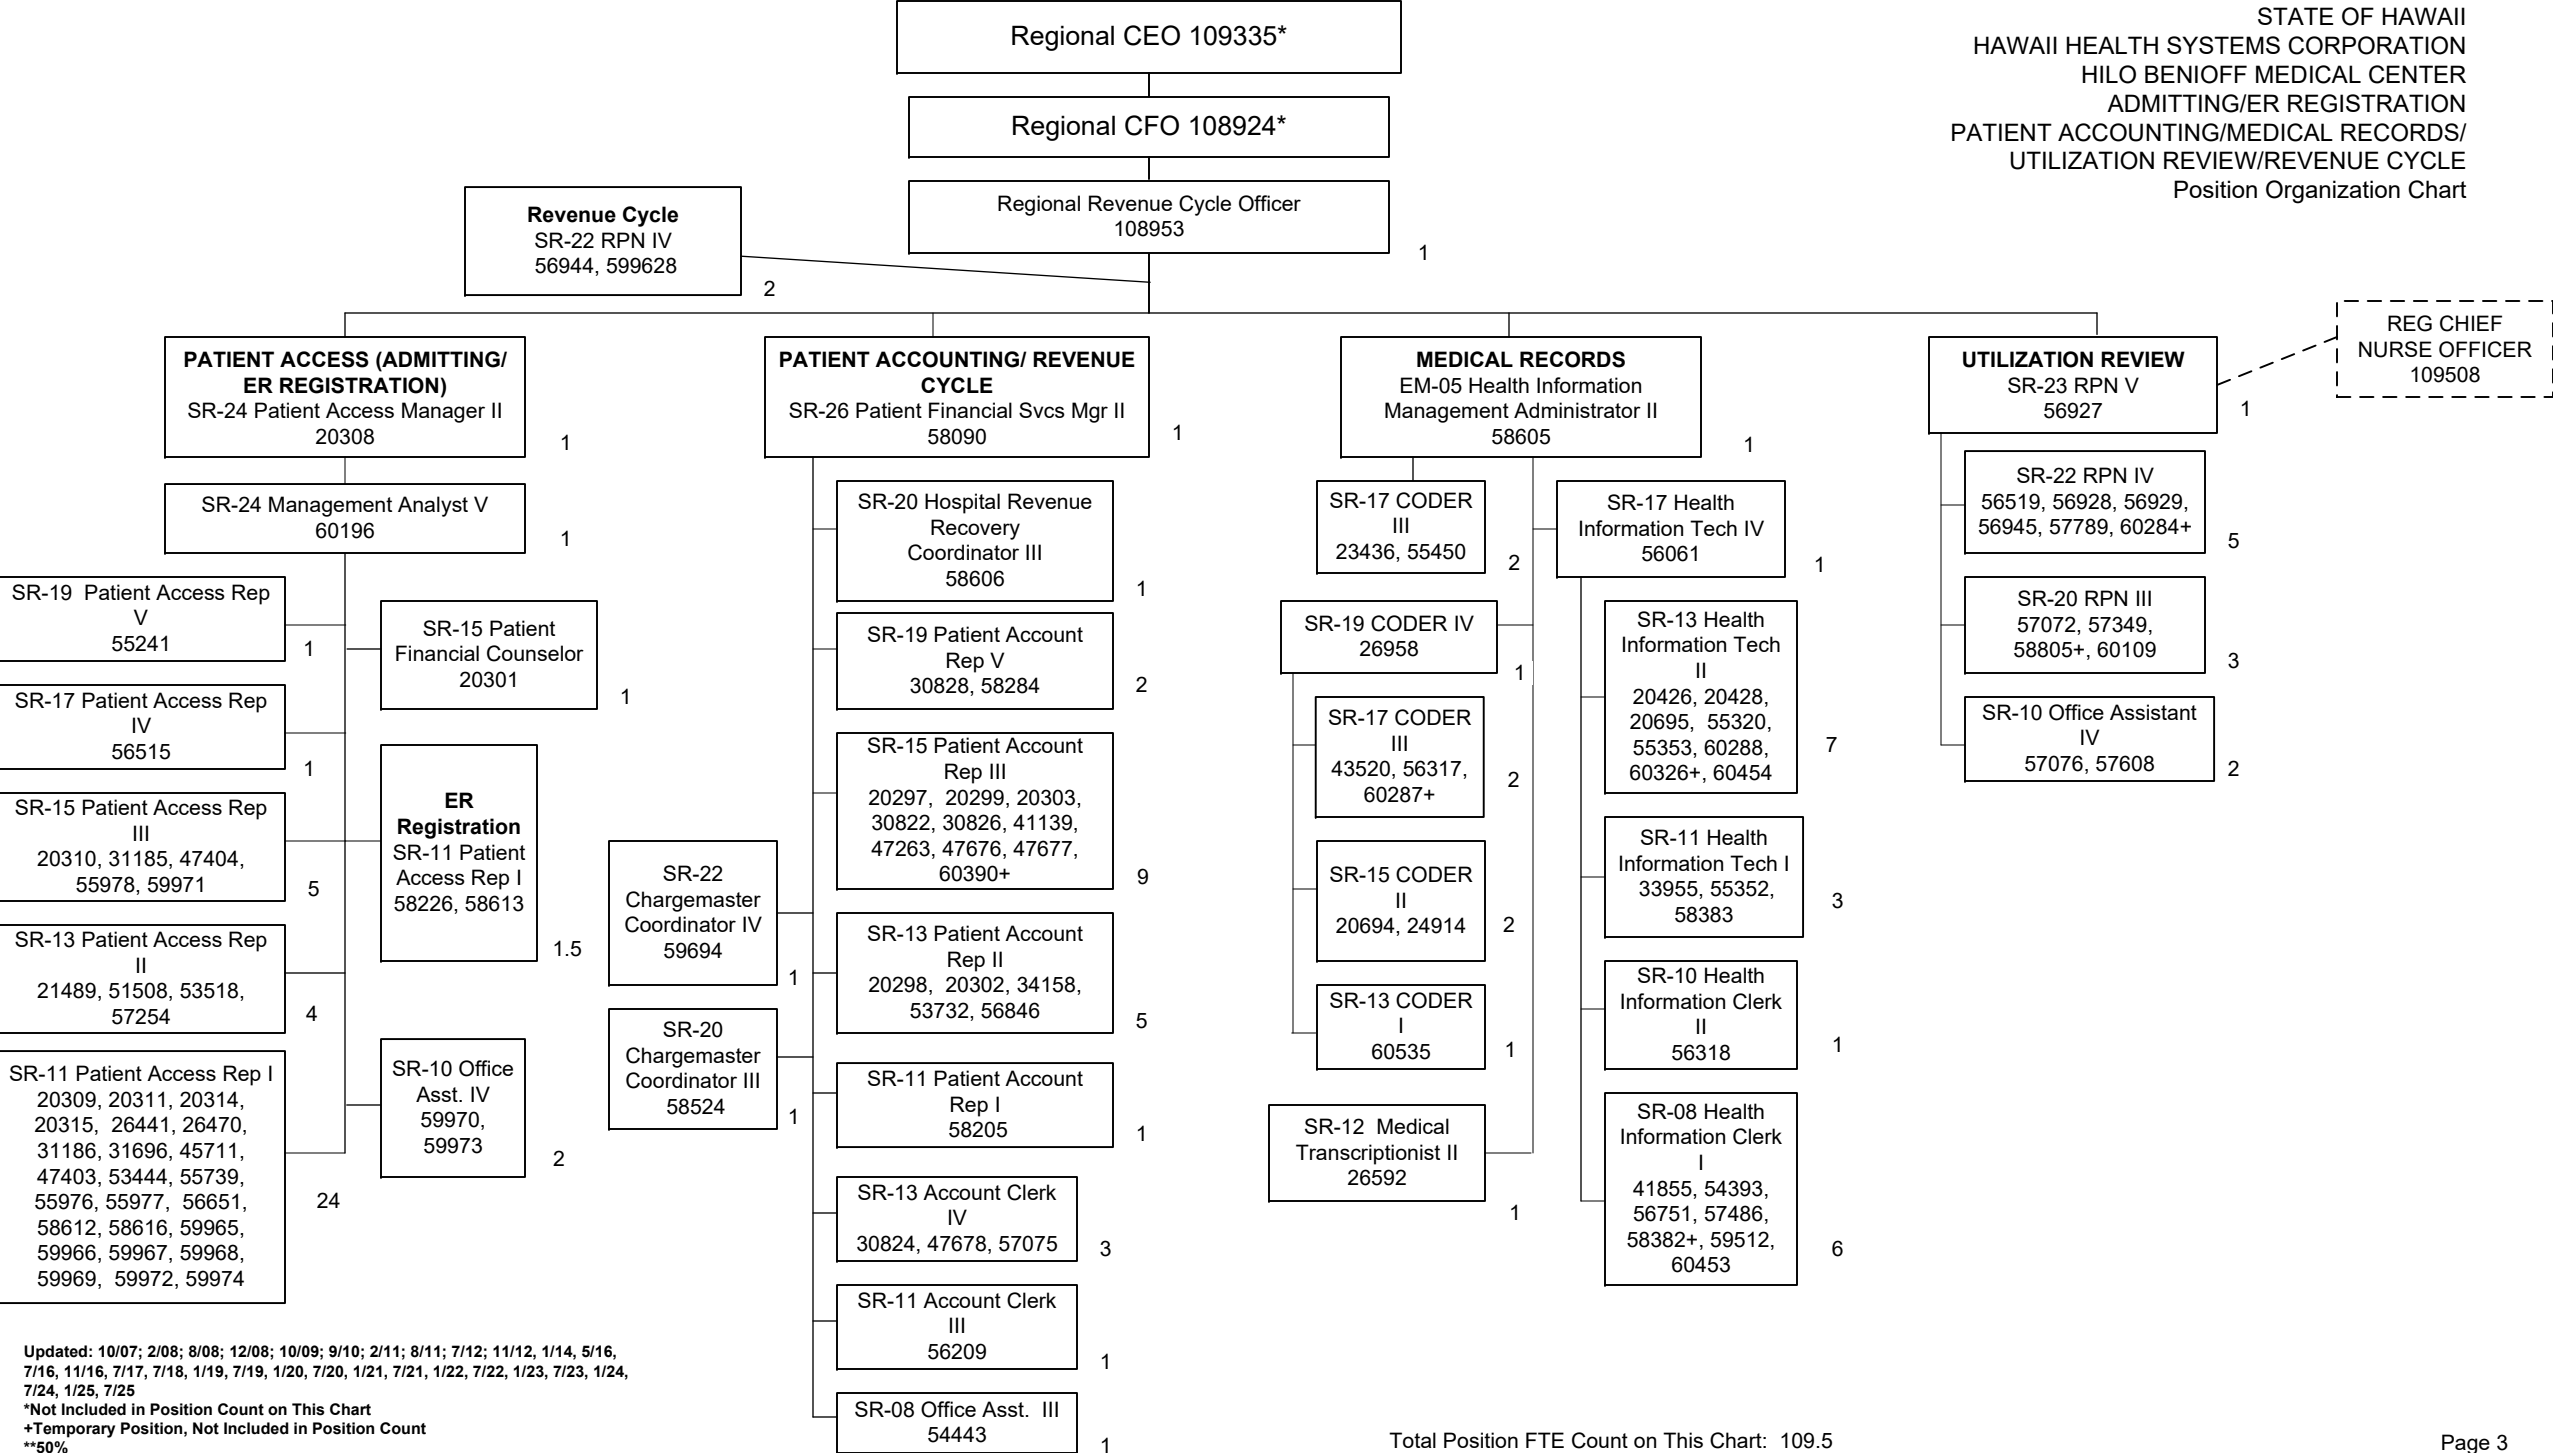 Regional CEO 109335*
Regional CFO 108924*
Regional Revenue Cycle Officer
108953
1
STATE OF HAWAII
HAWAII HEALTH SYSTEMS CORPORATION
HILO BENIOFF MEDICAL CENTER
ADMITTING/ER REGISTRATION
PATIENT ACCOUNTING/MEDICAL RECORDS/
UTILIZATION REVIEW/REVENUE CYCLE
Position Organization Chart
Revenue Cycle
SR-22 RPN IV
56944, 599628
2
REG CHIEF
NURSE OFFICER
109508
PATIENT ACCESS (ADMITTING/
ER REGISTRATION)
SR-24 Patient Access Manager II
20308
1
SR-24 Management Analyst V
60196
1
SR-19  Patient Access Rep
V
55241
1
SR-17 Patient Access Rep
IV
56515
1
SR-15 Patient Access Rep
III
20310, 31185, 47404,
55978, 59971
5
SR-13 Patient Access Rep
II
21489, 51508, 53518,
57254
4
SR-11 Patient Access Rep I
20309, 20311, 20314,
20315,  26441, 26470,
31186, 31696, 45711,
47403, 53444, 55739,
55976, 55977,  56651,
58612, 58616, 59965,
59966, 59967, 59968,
59969,  59972, 59974
24
SR-15 Patient
Financial Counselor
20301
1
ER
Registration
SR-11 Patient
Access Rep I
58226, 58613
1.5
SR-10 Office
Asst. IV
59970,
59973
2
PATIENT ACCOUNTING/ REVENUE
CYCLE
SR-26 Patient Financial Svcs Mgr II
58090
1
SR-20 Hospital Revenue
Recovery
Coordinator III
58606
1
SR-19 Patient Account
Rep V
30828, 58284
2
SR-15 Patient Account
Rep III
20297,  20299, 20303,
30822, 30826, 41139,
47263, 47676, 47677,
60390+
9
SR-22
Chargemaster
Coordinator IV
59694
1
SR-13 Patient Account
Rep II
20298,  20302, 34158,
53732, 56846
5
SR-20
Chargemaster
Coordinator III
58524
1
SR-11 Patient Account
Rep I
58205
1
SR-13 Account Clerk
IV
30824, 47678, 57075
3
SR-11 Account Clerk
III
56209
1
SR-08 Office Asst.  III
54443
1
MEDICAL RECORDS
EM-05 Health Information
Management Administrator II
58605
1
SR-17 CODER
III
23436, 55450
2
SR-19 CODER IV
26958
1
SR-17 CODER
III
43520, 56317,
60287+
2
SR-15 CODER
II
20694, 24914
2
SR-13 CODER
I
60535
1
SR-12  Medical
Transcriptionist II
26592
1
SR-17 Health
Information Tech IV
56061
1
SR-13 Health
Information Tech
II
20426, 20428,
20695,  55320,
55353, 60288,
60326+, 60454
7
SR-11 Health
Information Tech I
33955, 55352,
58383
3
SR-10 Health
Information Clerk
II
56318
1
SR-08 Health
Information Clerk
I
41855, 54393,
56751, 57486,
58382+, 59512,
60453
6
UTILIZATION REVIEW
SR-23 RPN V
56927
1
SR-22 RPN IV
56519, 56928, 56929,
56945, 57789, 60284+
5
SR-20 RPN III
57072, 57349,
58805+, 60109
3
SR-10 Office Assistant
IV
57076, 57608
2
Updated: 10/07; 2/08; 8/08; 12/08; 10/09; 9/10; 2/11; 8/11; 7/12; 11/12, 1/14, 5/16,
7/16, 11/16, 7/17, 7/18, 1/19, 7/19, 1/20, 7/20, 1/21, 7/21, 1/22, 7/22, 1/23, 7/23, 1/24,
7/24, 1/25, 7/25
*Not Included in Position Count on This Chart
+Temporary Position, Not Included in Position Count
**50%
Total Position FTE Count on This Chart:  109.5
Page 3